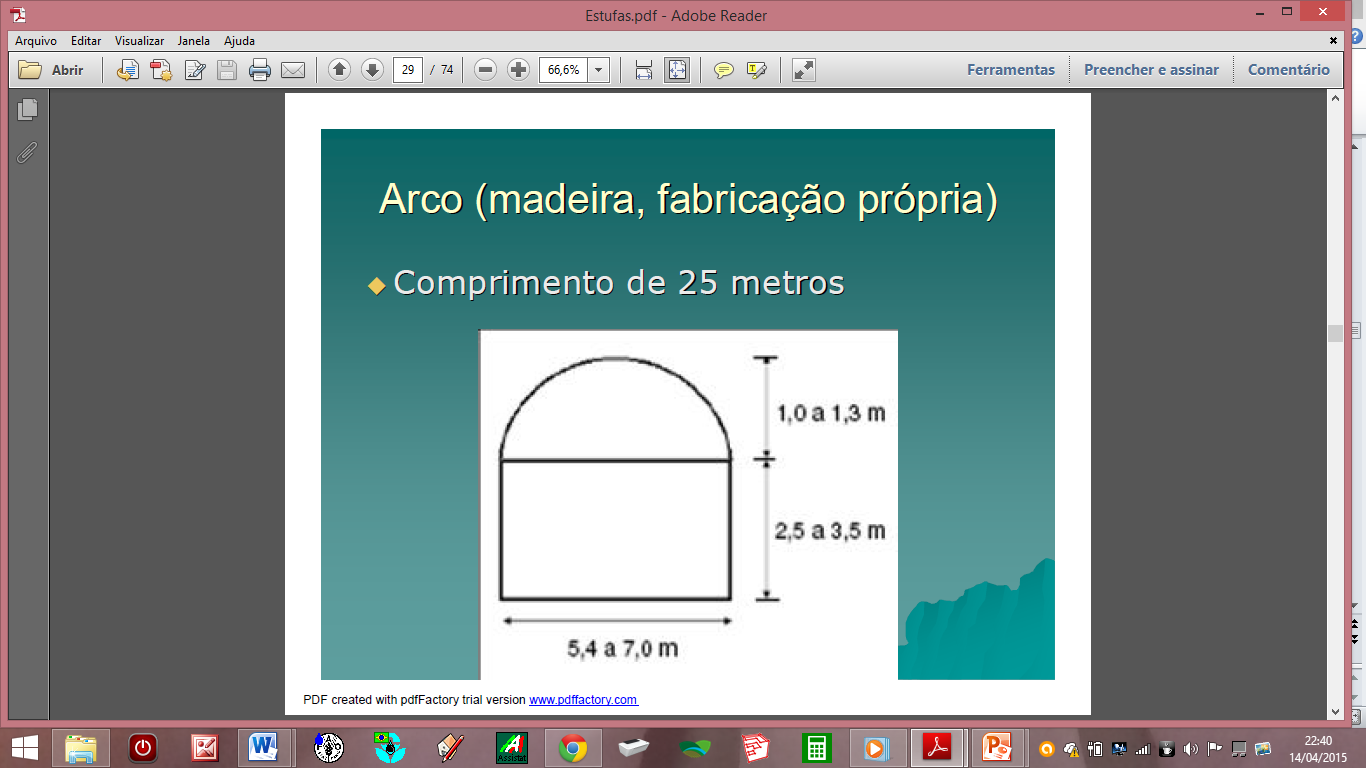 Estufas.pdf - Adobe Reader
Arquivo Editar Visualizar Janela Ajuda
Abrir 29 / 74 66,6% Ferramentas Preencher e assinar Comentário
Arco (madeira, fabricação própria)
Comprimento de 25 metros
1,0 a 1,3 m
2,5 a 3,5 m
5,4 a 7,0 m
PDF created with pdfFactory trial version www.pdffactory.com
Assistat
22:40
14/04/2015